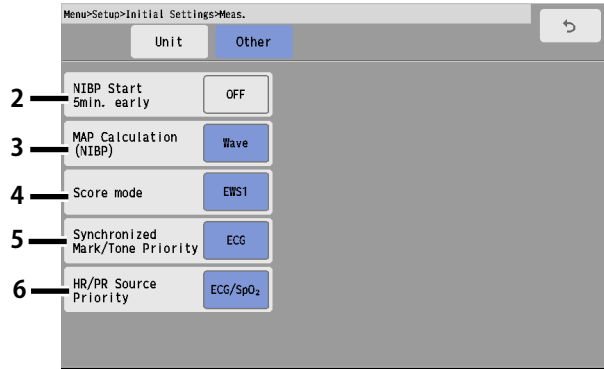 Menu>Setup>Initial Settings>Meas.
Unit
Other
2
NIBP Start
5min. early
OFF
3
MAP Calculation
(NIBP)
Wave
4
Score mode
EWS1
5
Synchronized
Mark/Tone Priority
ECG
6
HR/PR Source
Priority
ECG/SpO₂